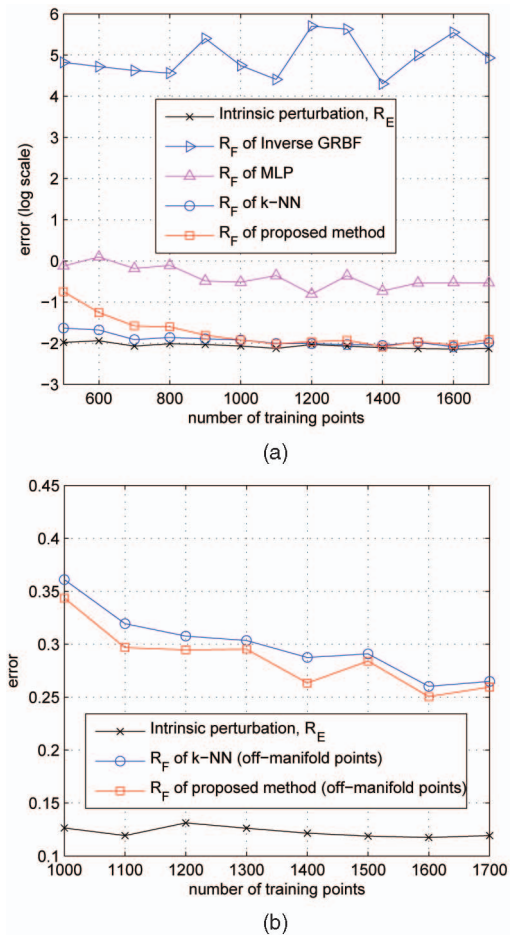 6
5
4
3
2
1
0
−1
−2
−3
error (log scale)
Intrinsic perturbation, R_E
R_F of Inverse GRBF
R_F of MLP
R_F of k−NN
R_F of proposed method
600 800 1000 1200 1400 1600
number of training points
(a)
0.45
0.4
0.35
0.3
0.25
0.2
0.15
0.1
error
Intrinsic perturbation, R_E
R_F of k−NN (off−manifold points)
R_F of proposed method (off−manifold points)
1000 1100 1200 1300 1400 1500 1600 1700
number of training points
(b)